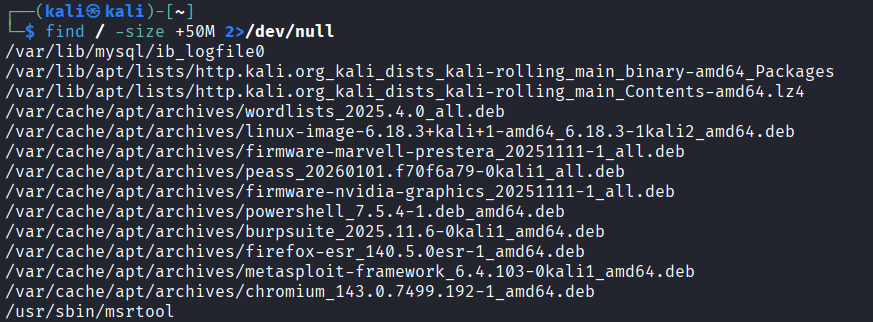 ┌──(kali㉿kali)-[~]
└─$ find / -size +50M 2>/dev/null
/var/lib/mysql/ib_logfile0
/var/lib/apt/lists/http.kali.org_kali_dists_kali-rolling_main_binary-amd64_Packages
/var/lib/apt/lists/http.kali.org_kali_dists_kali-rolling_main_Contents-amd64.lz4
/var/cache/apt/archives/wordlists_2025.4.0_all.deb
/var/cache/apt/archives/linux-image-6.18.3+kali+1-amd64_6.18.3-1kali2_amd64.deb
/var/cache/apt/archives/firmware-marvell-prestera_20251111-1_all.deb
/var/cache/apt/archives/peass_20260101.f70f6a79-0kali1_all.deb
/var/cache/apt/archives/firmware-nvidia-graphics_20251111-1_all.deb
/var/cache/apt/archives/powershell_7.5.4-1.deb_amd64.deb
/var/cache/apt/archives/burpsuite_2025.11.6-0kali1_amd64.deb
/var/cache/apt/archives/firefox-esr_140.5.0esr-1_amd64.deb
/var/cache/apt/archives/metasploit-framework_6.4.103-0kali1_amd64.deb
/var/cache/apt/archives/chromium_143.0.7499.192-1_amd64.deb
/usr/sbin/msrtool